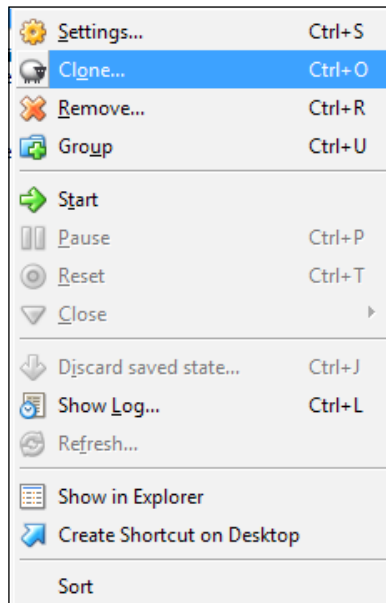 Settings... Ctrl+S
Clone... Ctrl+O
Remove... Ctrl+R
Group Ctrl+U
Start
Pause Ctrl+P
Reset Ctrl+T
Close
Discard saved state... Ctrl+J
Show Log... Ctrl+L
Refresh...
Show in Explorer
Create Shortcut on Desktop
Sort